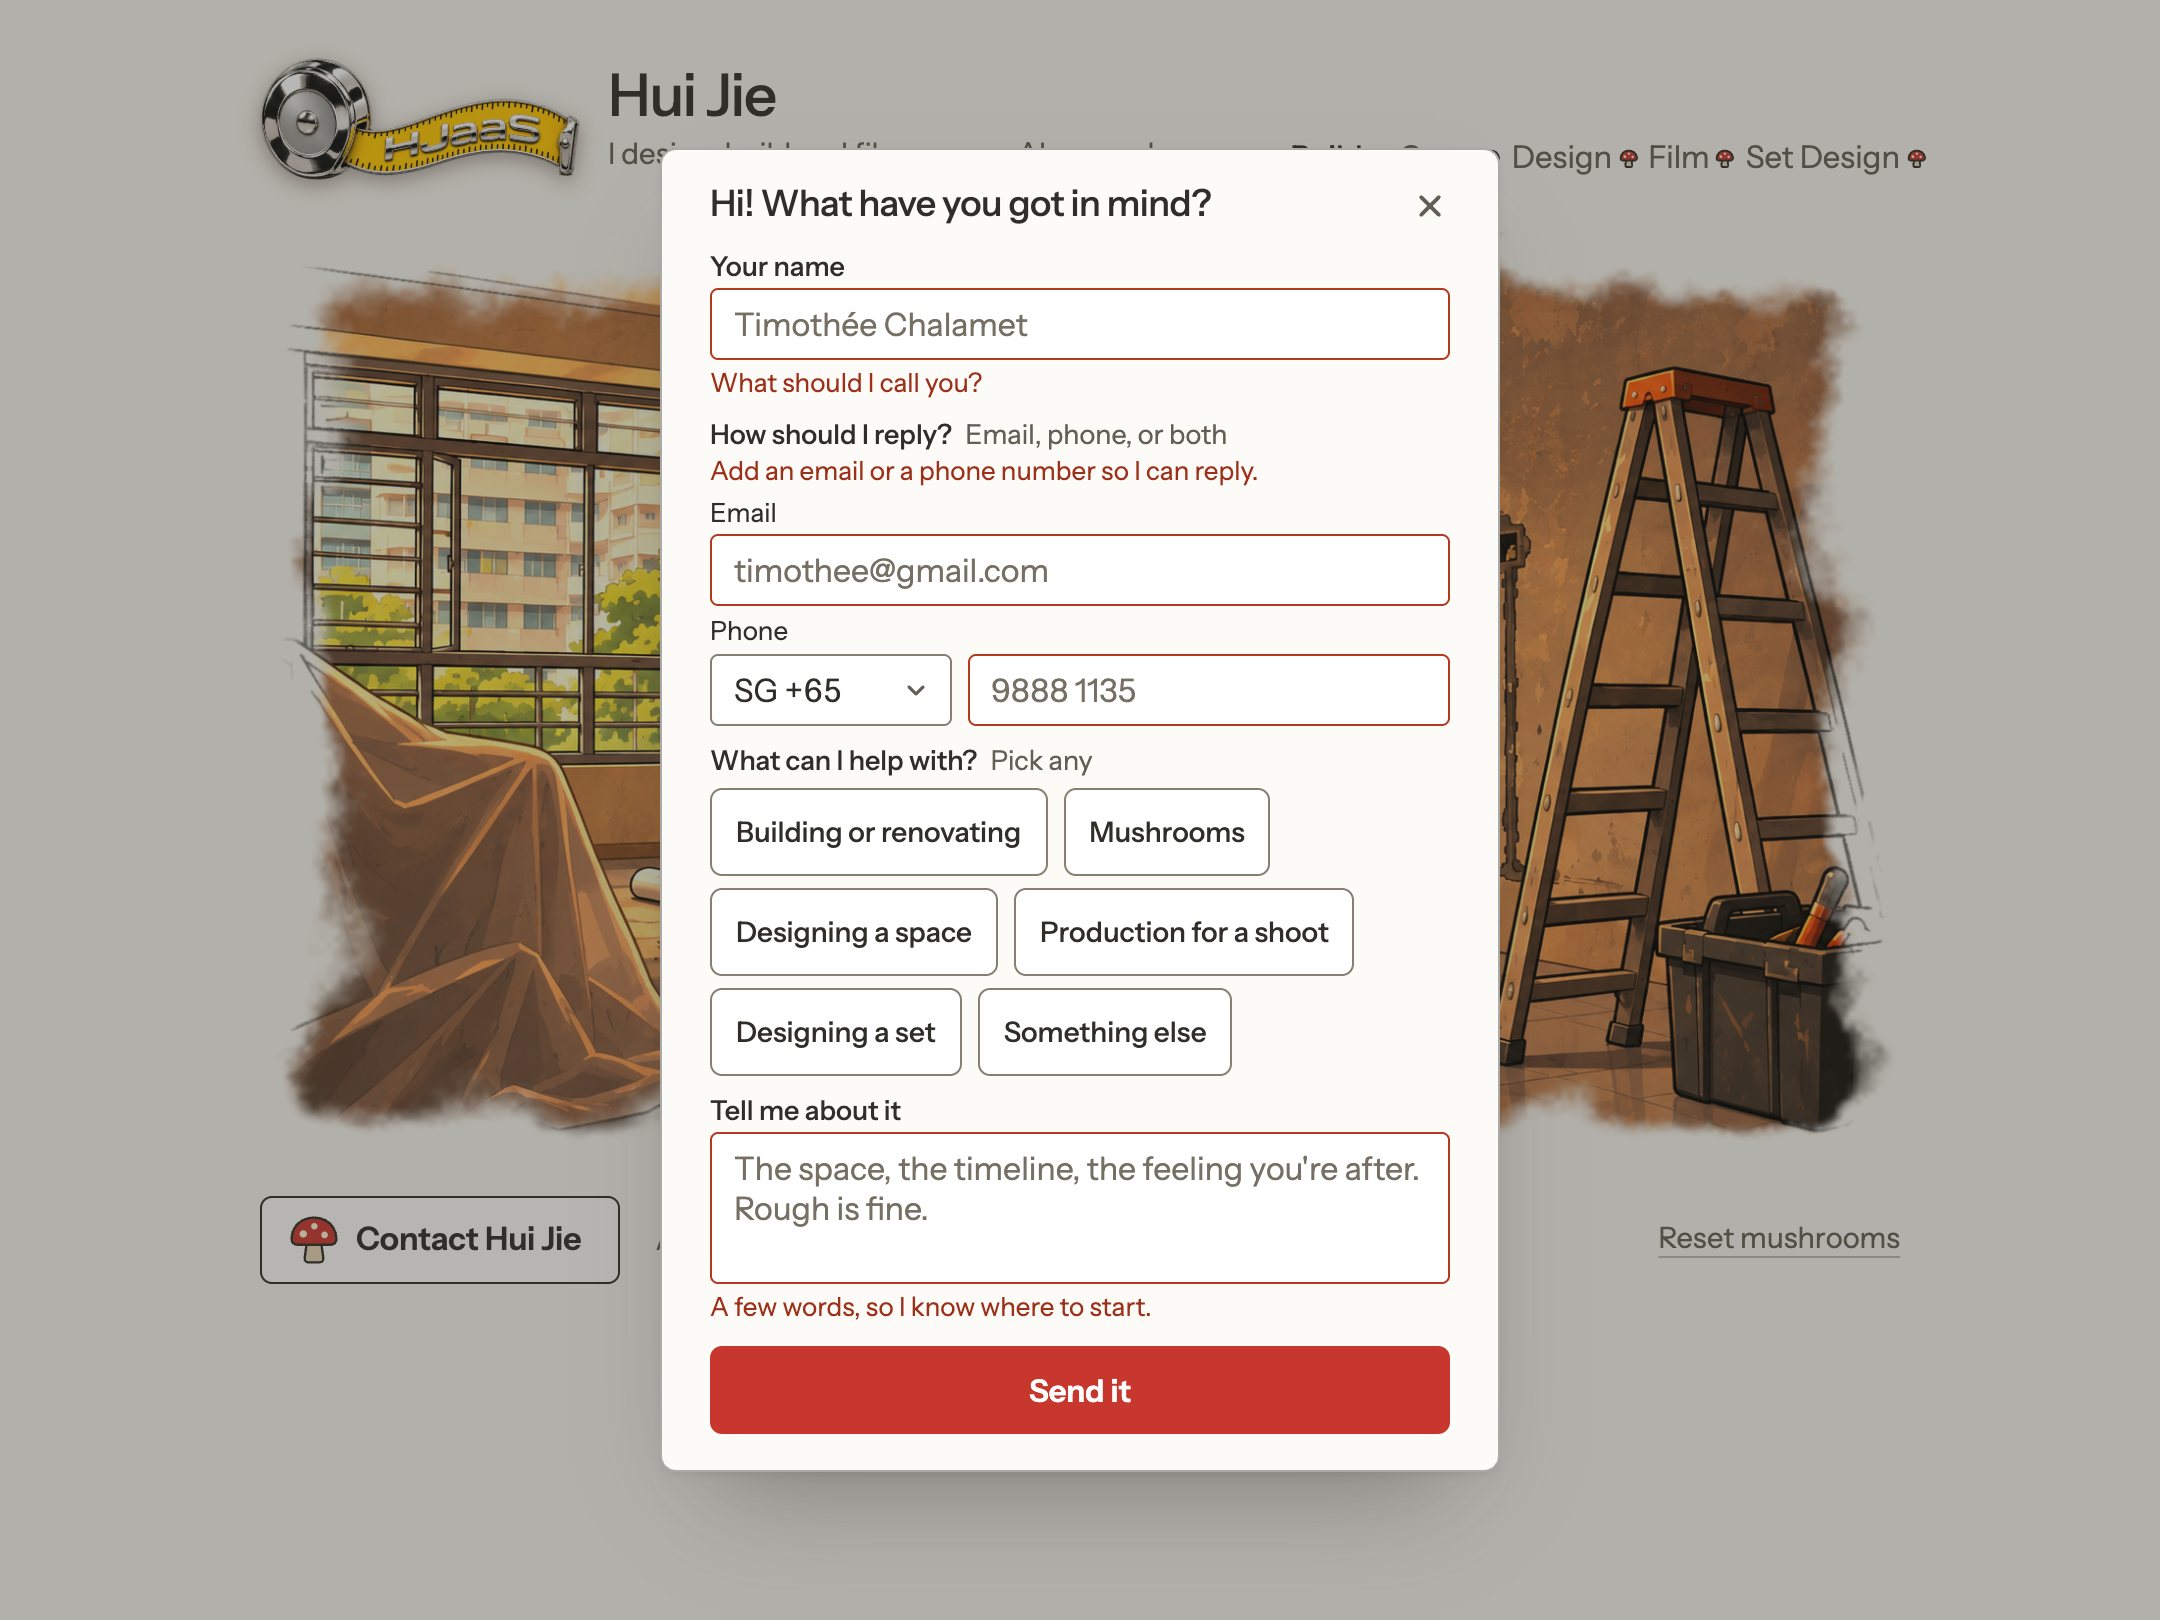 HJaaS
Hui Jie
Design Film Set Design
Hi! What have you got in mind?
Your name
Timothée Chalamet
What should I call you?
How should I reply? Email, phone, or both
Add an email or a phone number so I can reply.
Email
timothee@gmail.com
Phone
SG +65
9888 1135
What can I help with? Pick any
Building or renovating
Mushrooms
Designing a space
Production for a shoot
Designing a set
Something else
Tell me about it
The space, the timeline, the feeling you're after.
Rough is fine.
A few words, so I know where to start.
Send it
Contact Hui Jie
Reset mushrooms